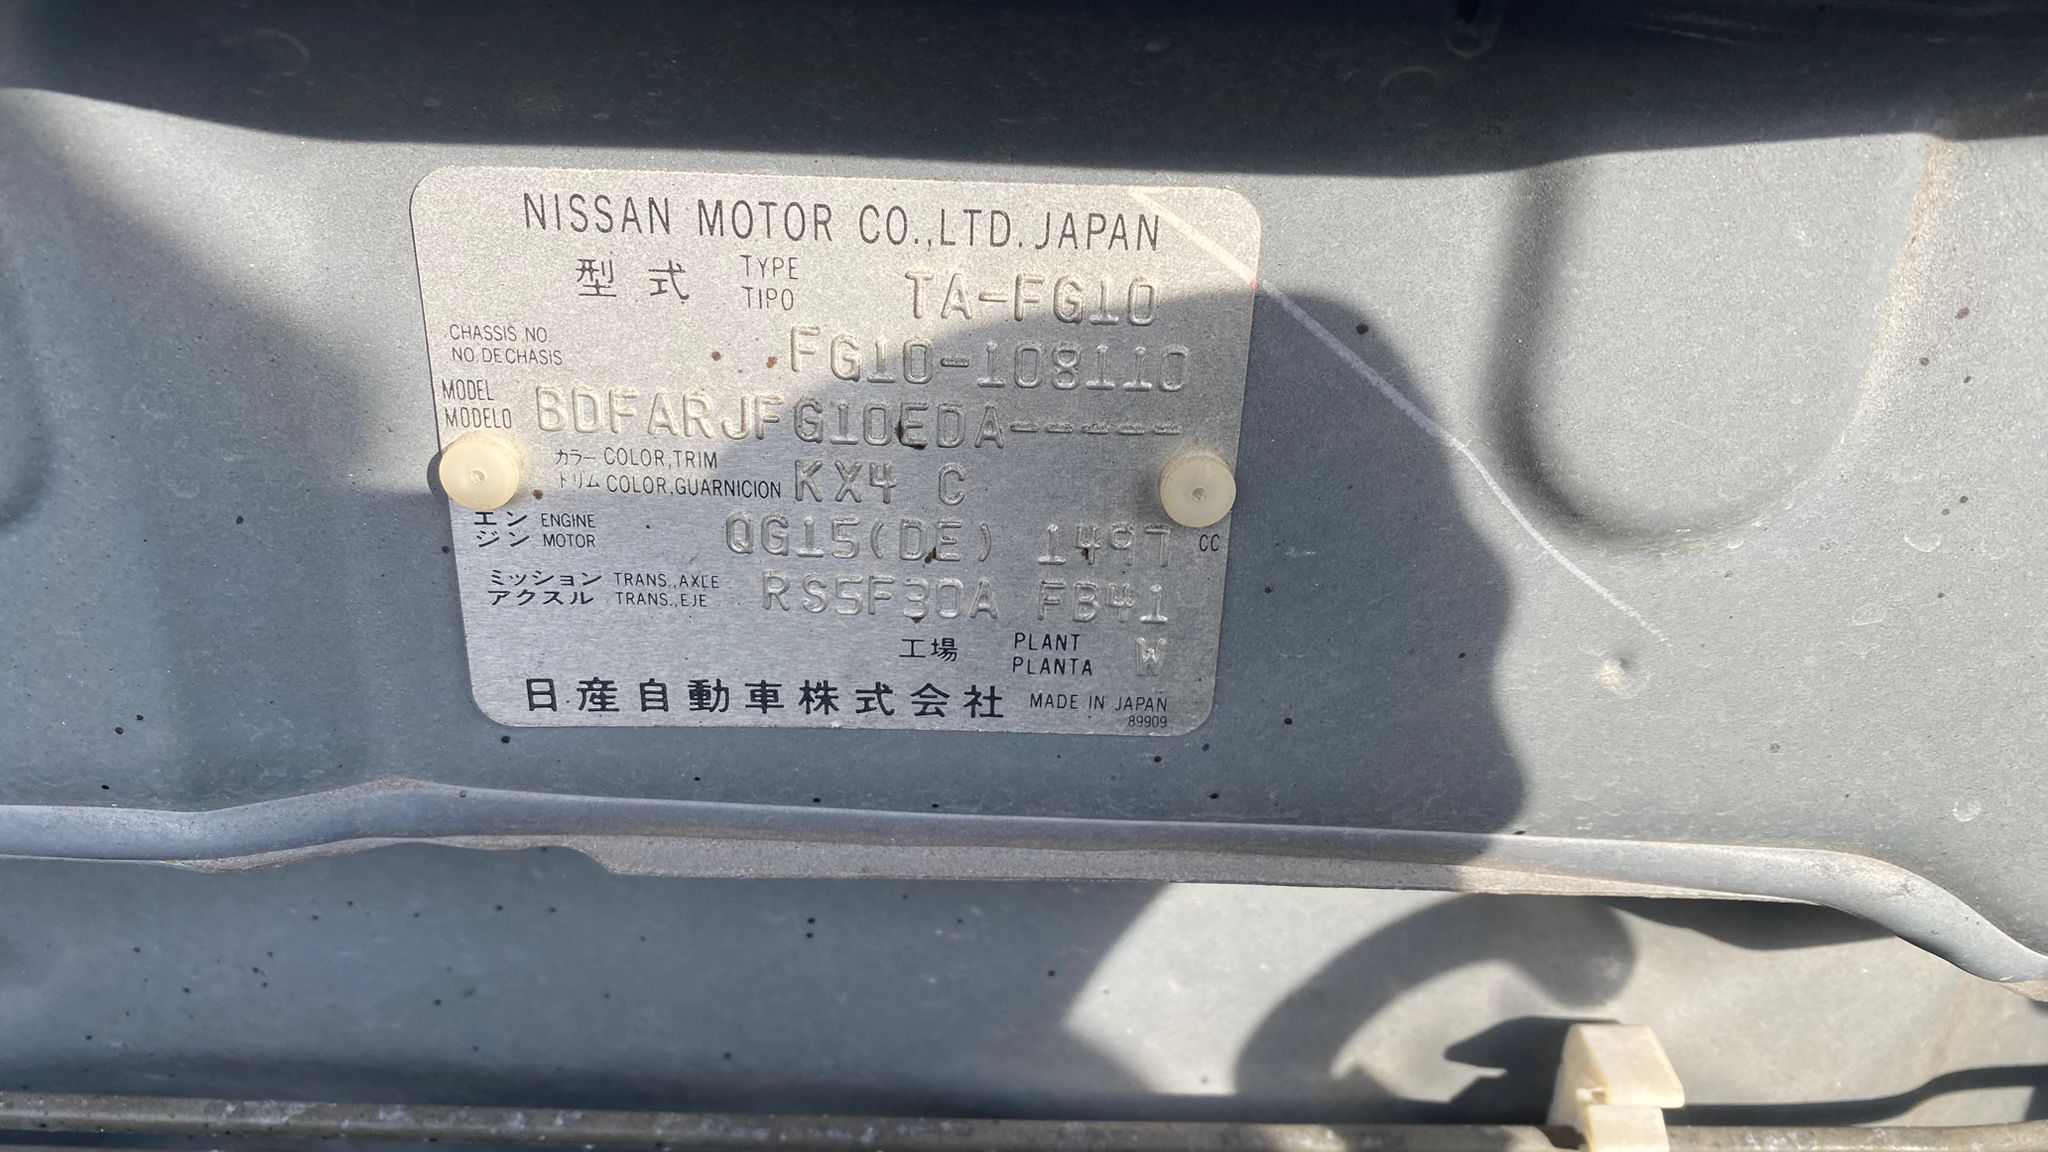 NISSAN MOTOR CO.,LTD. JAPAN
型式 TYPE TIPO TA-FG10
CHASSIS NO. NO. DE CHASIS FG10-108110
MODEL MODELO BDFARJFG10EDA-----
カラー COLOR,TRIM
トリム COLOR,GUARNICION KX4 C
エンジン ENGINE MOTOR QG15(DE) 1497 CC
ミッション TRANS.,AXLE
アクスル TRANS.,EJE RS5F30A FB41
工場 PLANT PLANTA W
日産自動車株式会社 MADE IN JAPAN
89909